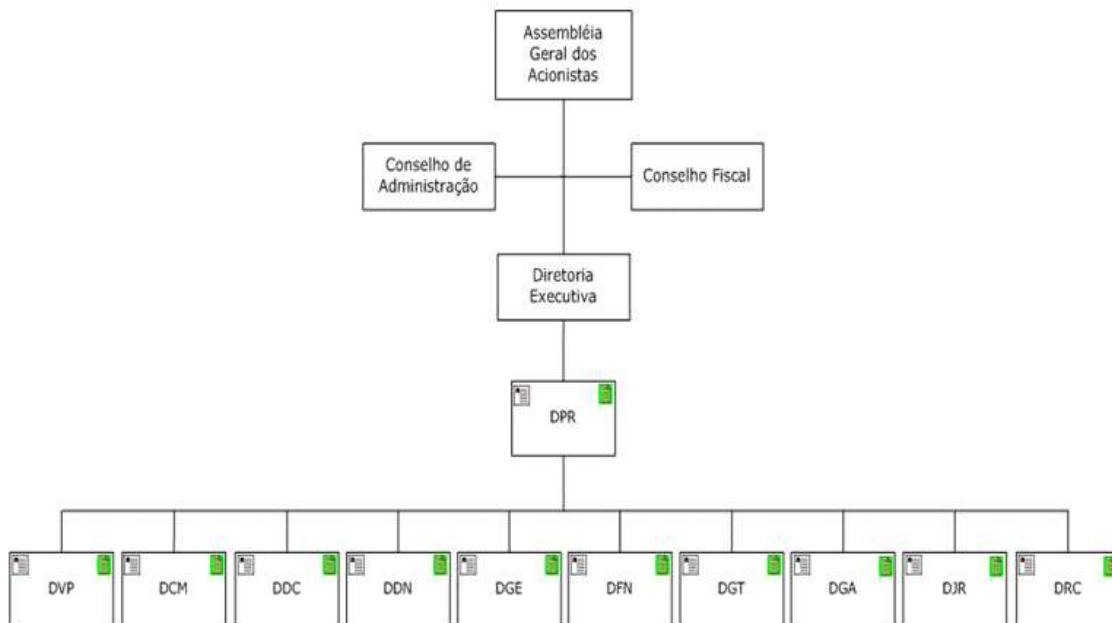 Assembléia
Geral dos
Acionistas
Conselho de
Administração
Conselho Fiscal
Diretoria
Executiva
DPR
DVP
DCM
DDC
DDN
DGE
DFN
DGT
DGA
DJR
DRC